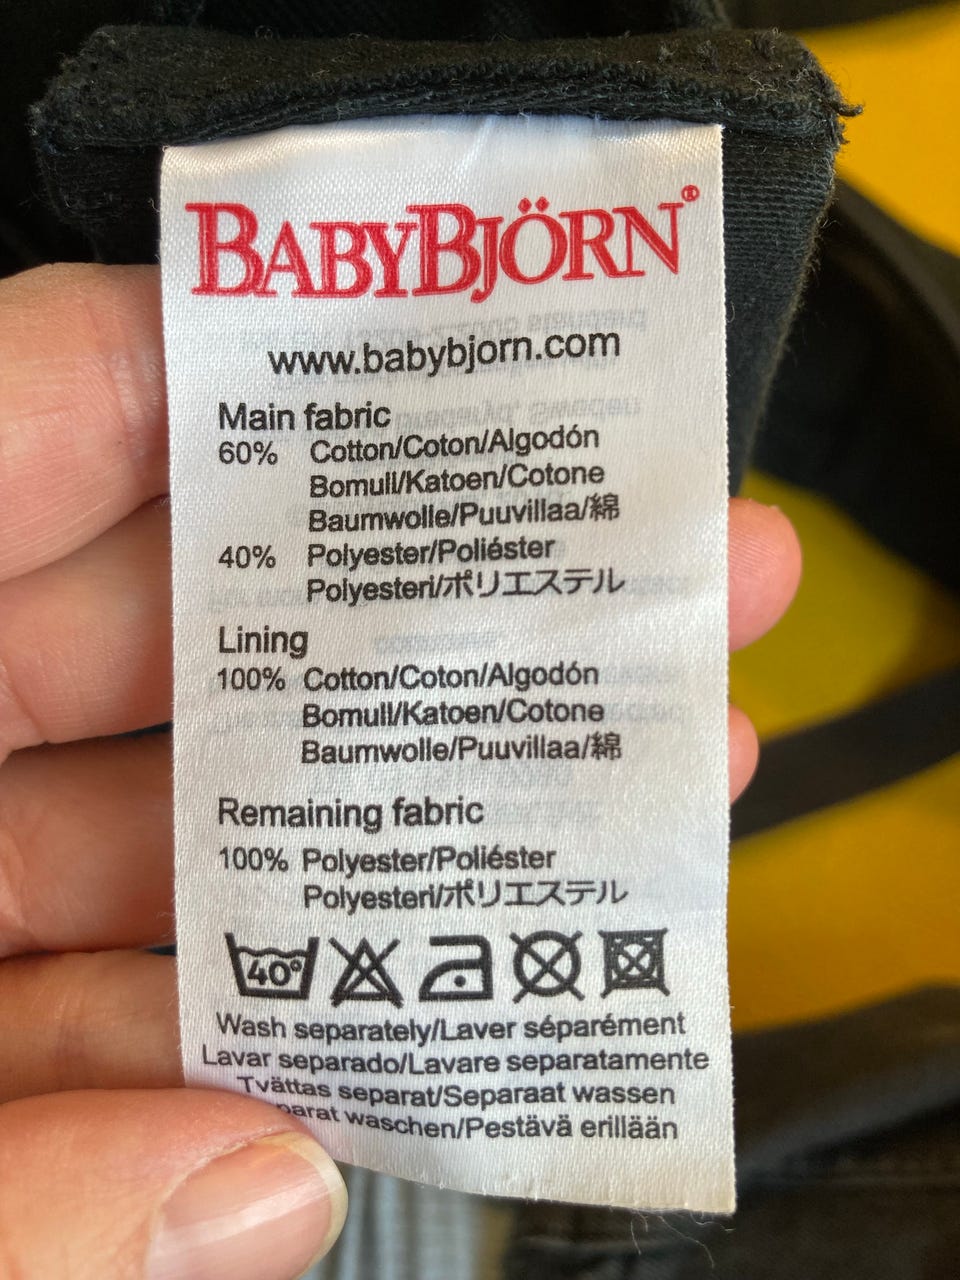 BABYBJÖRN®
www.babybjorn.com
Main fabric
60% Cotton/Coton/Algodón
Bomull/Katoen/Cotone
Baumwolle/Puuvillaa/綿
40% Polyester/Poliéster
Polyesteri/ポリエステル
Lining
100% Cotton/Coton/Algodón
Bomull/Katoen/Cotone
Baumwolle/Puuvillaa/綿
Remaining fabric
100% Polyester/Poliéster
Polyesteri/ポリエステル
40°
Wash separately/Laver séparément
Lavar separado/Lavare separatamente
Tvättas separat/Separaat wassen
waschen/Pestävä erillään